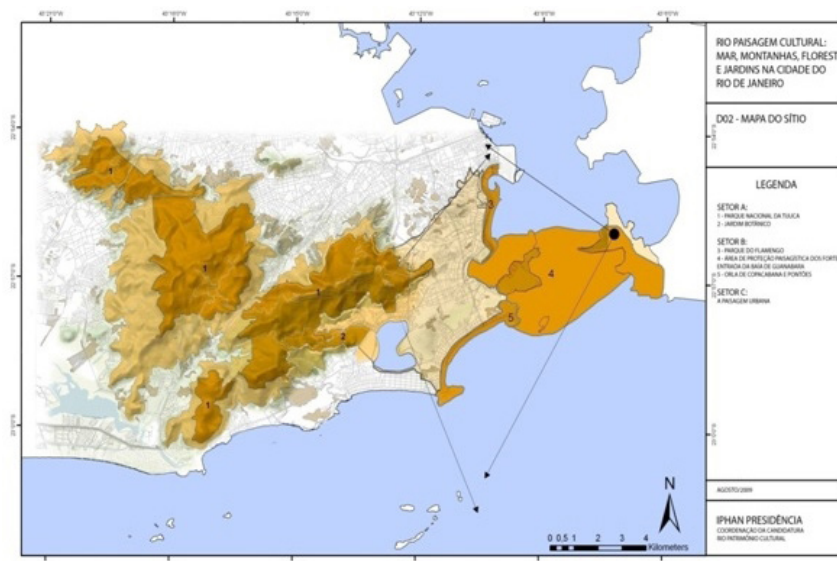 RIO PAISAGEM CULTURAL:
MAR, MONTANHAS, FLOREST
E JARDINS NA CIDADE DO
RIO DE JANEIRO
D02 - MAPA DO SÍTIO
LEGENDA
SETOR A:
1 - PARQUE NACIONAL DA TIJUCA
2 - JARDIM BOTÂNICO
SETOR B:
3 - PARQUE DO FLAMENGO
4 - ÁREA DE PROTEÇÃO PAISAGÍSTICA DOS FORTE
ENTRADA DA BAÍA DE GUANABARA
5 - ORLA DE COPACABANA E PONTÕES
SETOR C:
A PAISAGEM URBANA
1
1
1
1
2
3
4
5
N
0 0,5 1 2 3 4
Kilometers
AGOSTO/2009
IPHAN PRESIDÊNCIA
COORDENAÇÃO DA CANDIDATURA
RIO PATRIMÔNIO CULTURAL